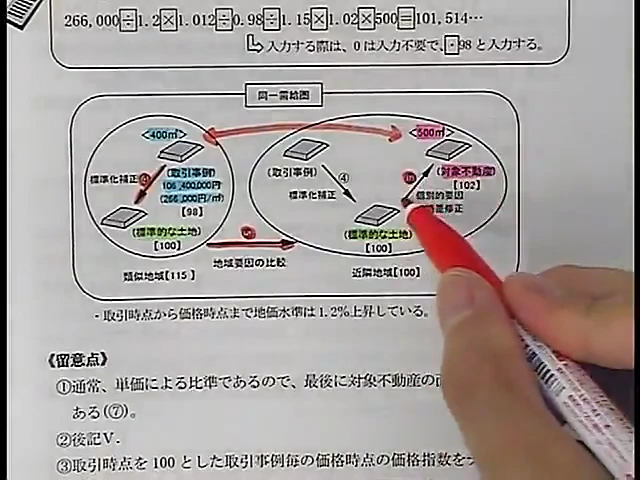 266,000÷1.2×1.012÷0.98÷1.15×1.02×500=101,514…
入力する際は、0は入力不要で、・98と入力する。
同一需給圏
<400㎡>
<500㎡>
(取引事例)
106,400,000円
(266,000円/㎡)
[98]
標準化補正
(標準的な土地)
[100]
地域要因の比較
類似地域[115]
(取引事例)
標準化補正
④
(標準的な土地)
[100]
近隣地域[100]
(対象不動産)
[102]
個別的要因
修正
- 取引時点から価格時点まで地価水準は1.2%上昇している。
《留意点》
①通常、単価による比準であるので、最後に対象不動産の
ある(⑦)。
②後記Ⅴ.
③取引時点を100とした取引事例毎の価格時点の価格指数を